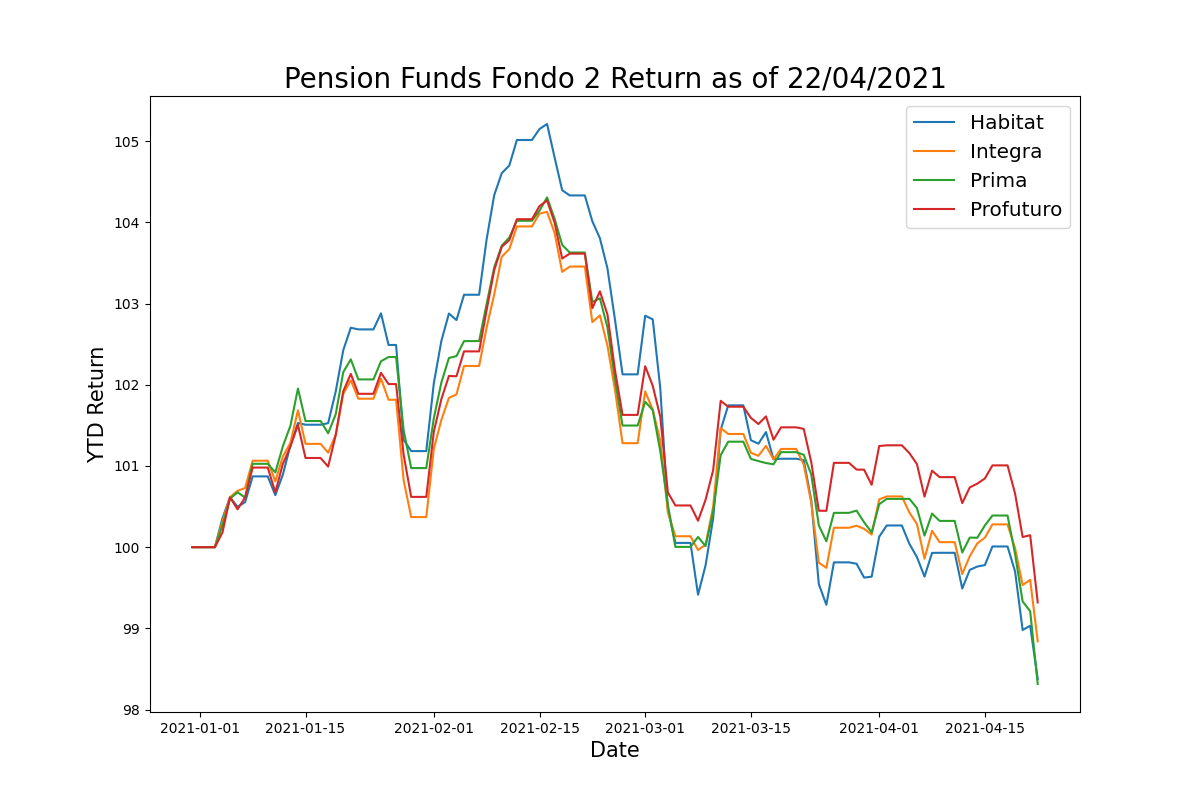 Pension Funds Fondo 2 Return as of 22/04/2021
Habitat
Integra
Prima
Profuturo
YTD Return
105
104
103
102
101
100
99
98
2021-01-01 2021-01-15 2021-02-01 2021-02-15 2021-03-01 2021-03-15 2021-04-01 2021-04-15
Date